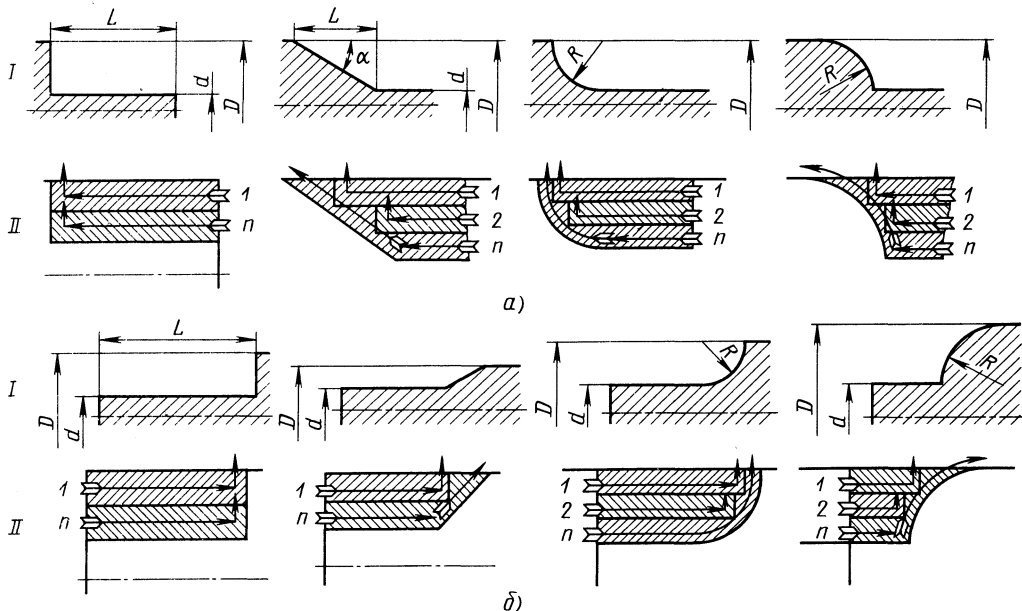 L L
I d D α d D R D R D
II 1 n 1 2 n 1 2 n 1 2 n
а)
L
I D d D d D d R D d R
II 1 n 1 n 1 2 n 1 2 n
б)